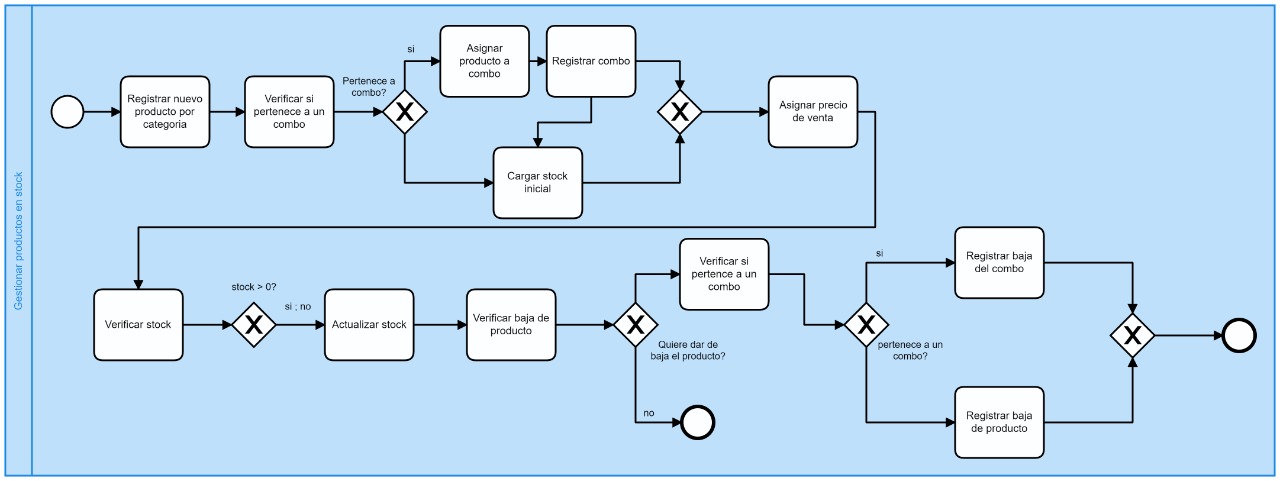 Gestionar productos en stock
Registrar nuevo
producto por
categoria
Verificar si
pertenece a un
combo
Pertenece a
combo?
si
Asignar
producto a
combo
Registrar combo
Cargar stock
inicial
Asignar precio
de venta
Verificar stock
stock > 0?
si ; no
Actualizar stock
Verificar baja de
producto
Quiere dar de
baja el producto?
no
Verificar si
pertence a un
combo
pertenece a un
combo?
si
Registrar baja
del combo
Registrar baja
de producto